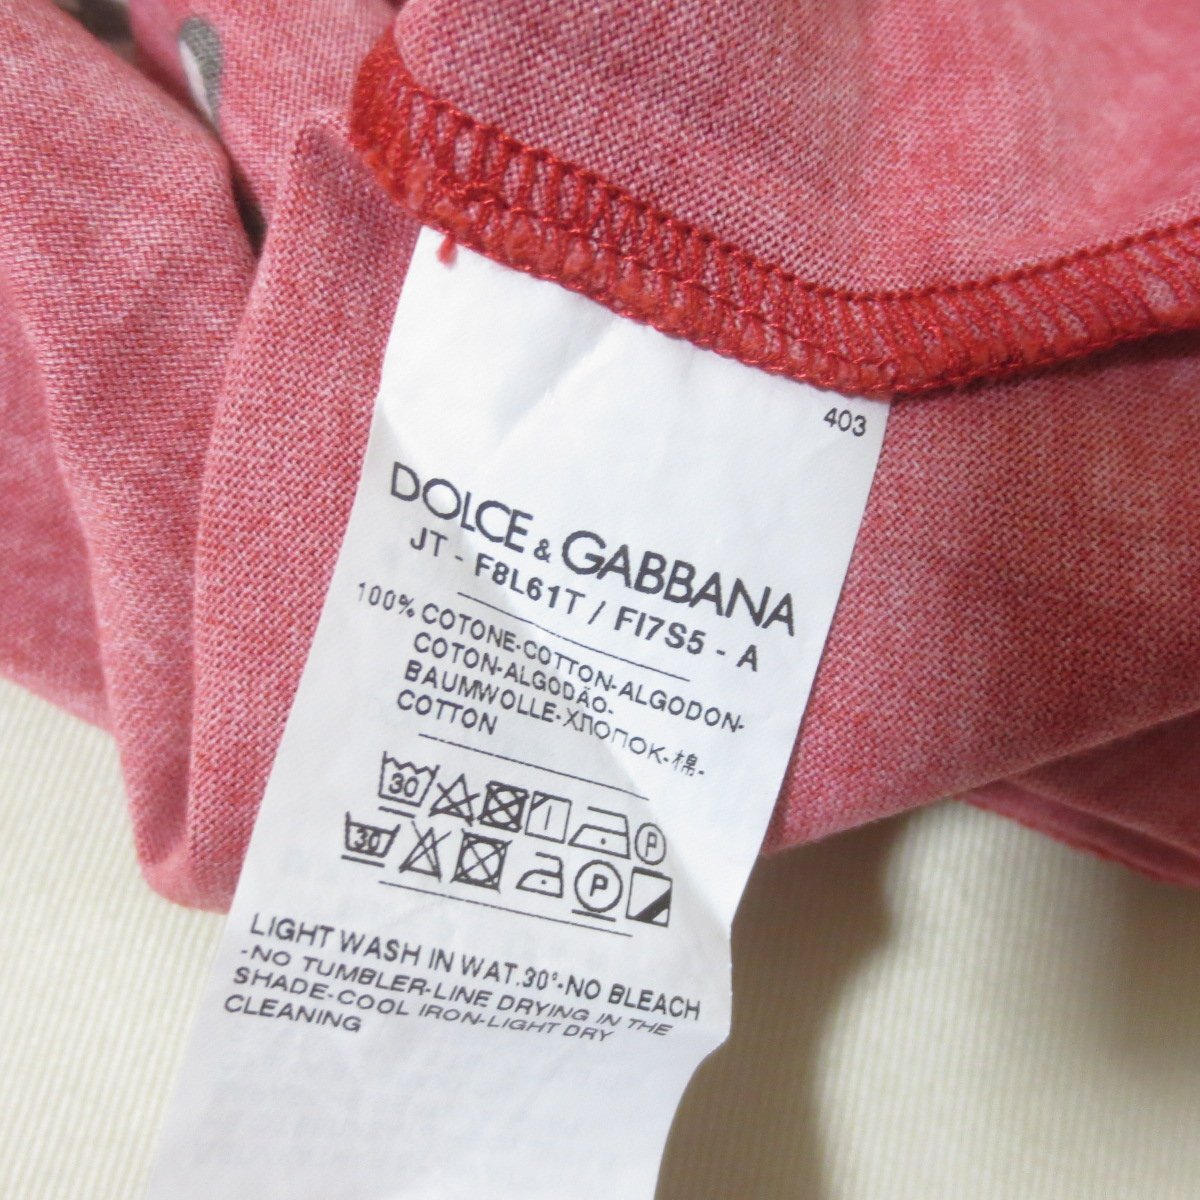 403
DOLCE & GABBANA
JT - F8L61T / FI7S5 - A
100% COTONE-COTTON-ALGODON-
COTON-ALGODÃO-
BAUMWOLLE-ХЛОПОК-棉-
COTTON
30 P
30 P
LIGHT WASH IN WAT.30°-NO BLEACH
-NO TUMBLER-LINE DRYING IN THE
SHADE-COOL IRON-LIGHT DRY
CLEANING